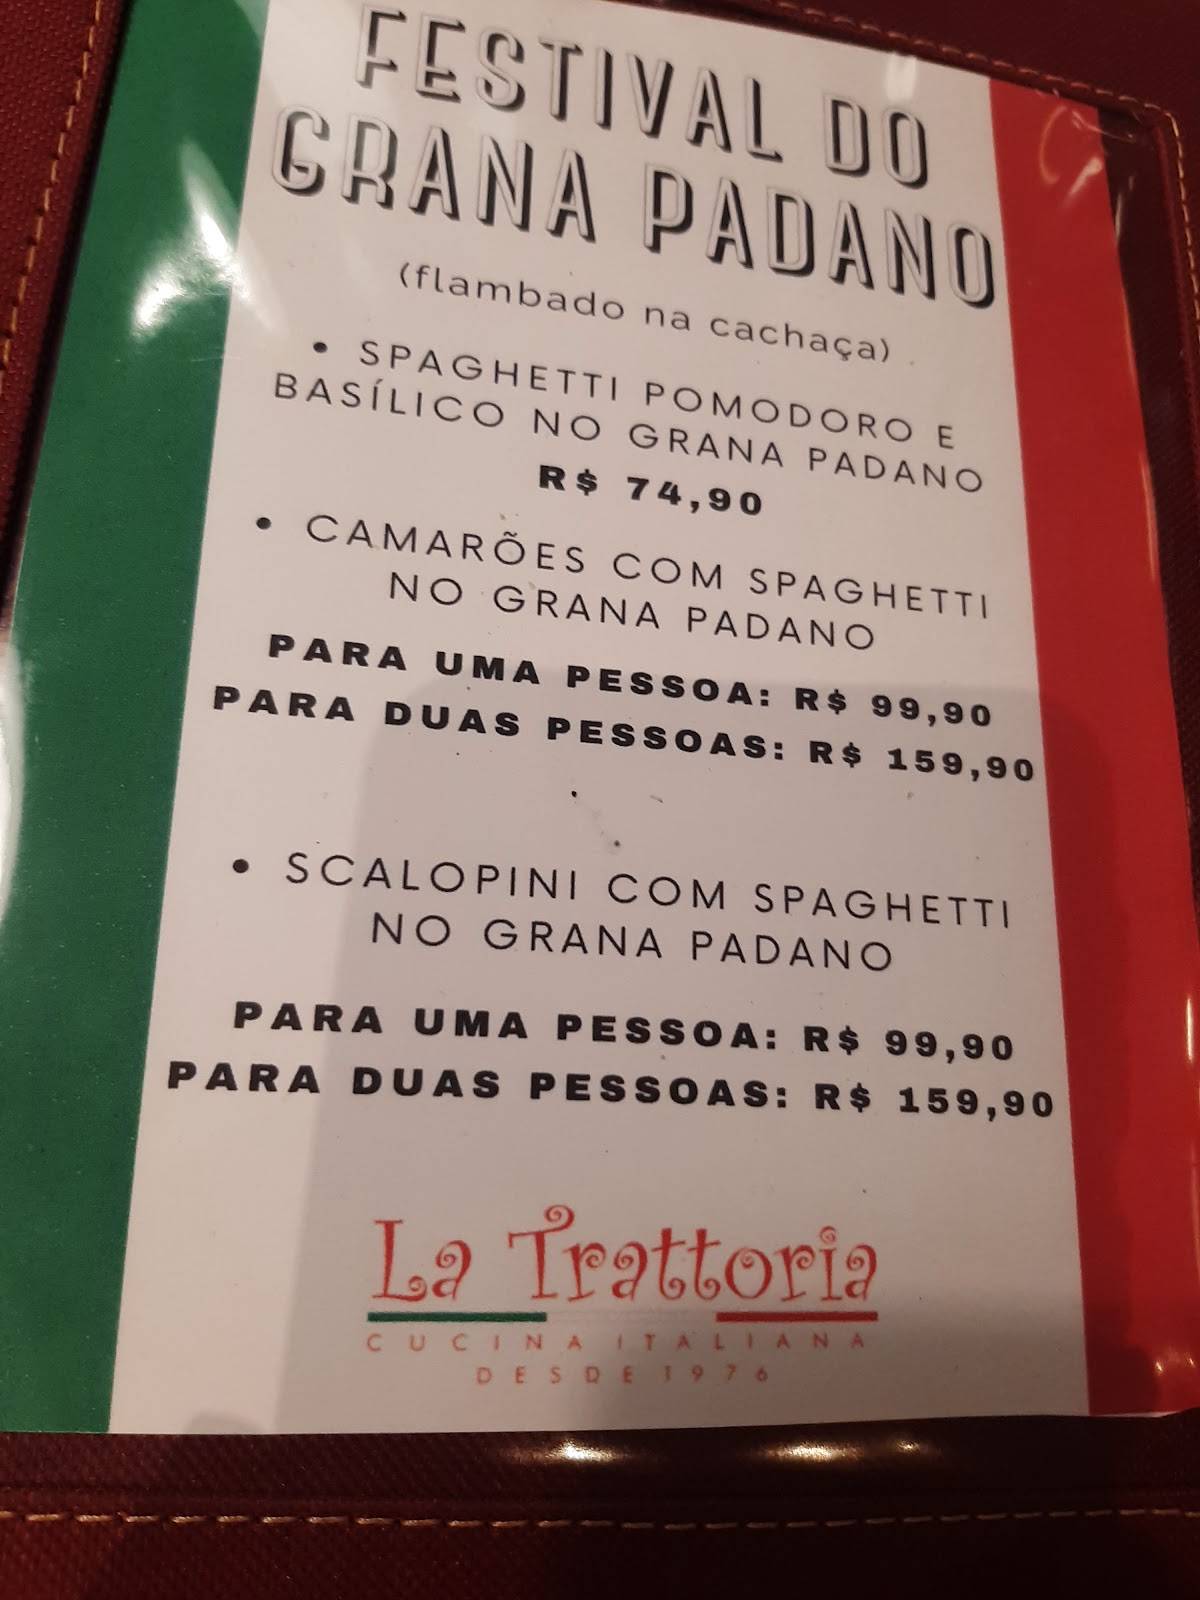 FESTIVAL DO
GRANA PADANO
(flambado na cachaça)
• SPAGHETTI POMODORO E
BASÍLICO NO GRANA PADANO
R$ 74,90
• CAMARÕES COM SPAGHETTI
NO GRANA PADANO
PARA UMA PESSOA: R$ 99,90
PARA DUAS PESSOAS: R$ 159,90
• SCALOPINI COM SPAGHETTI
NO GRANA PADANO
PARA UMA PESSOA: R$ 99,90
PARA DUAS PESSOAS: R$ 159,90
La Trattoria
CUCINA ITALIANA
DESDE 1976